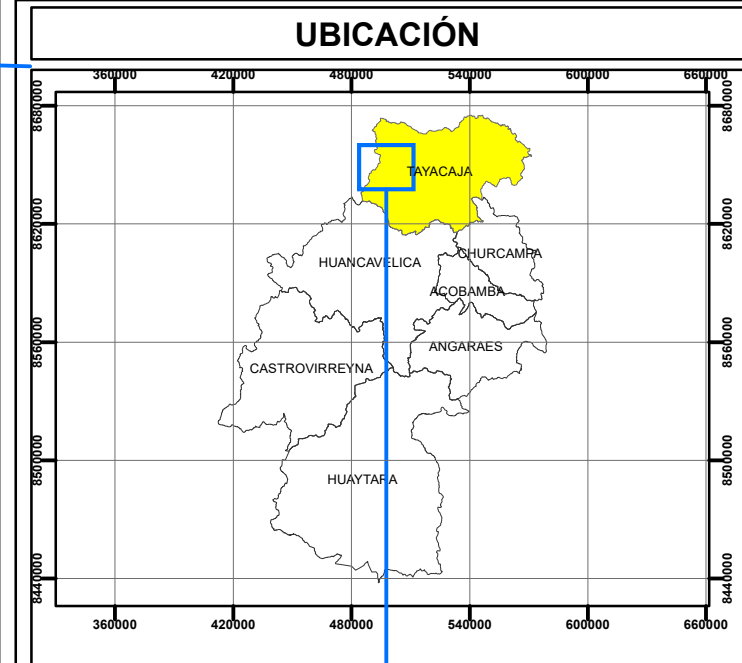 UBICACIÓN
360000 420000 480000 540000 600000 660000
8680000 8680000
TAYACAJA
8620000 8620000
CHURCAMPA
HUANCAVELICA
ACOBAMBA
8560000 8560000
ANGARAES
CASTROVIRREYNA
8500000 8500000
HUAYTARA
8440000 8440000
360000 420000 480000 540000 600000 660000